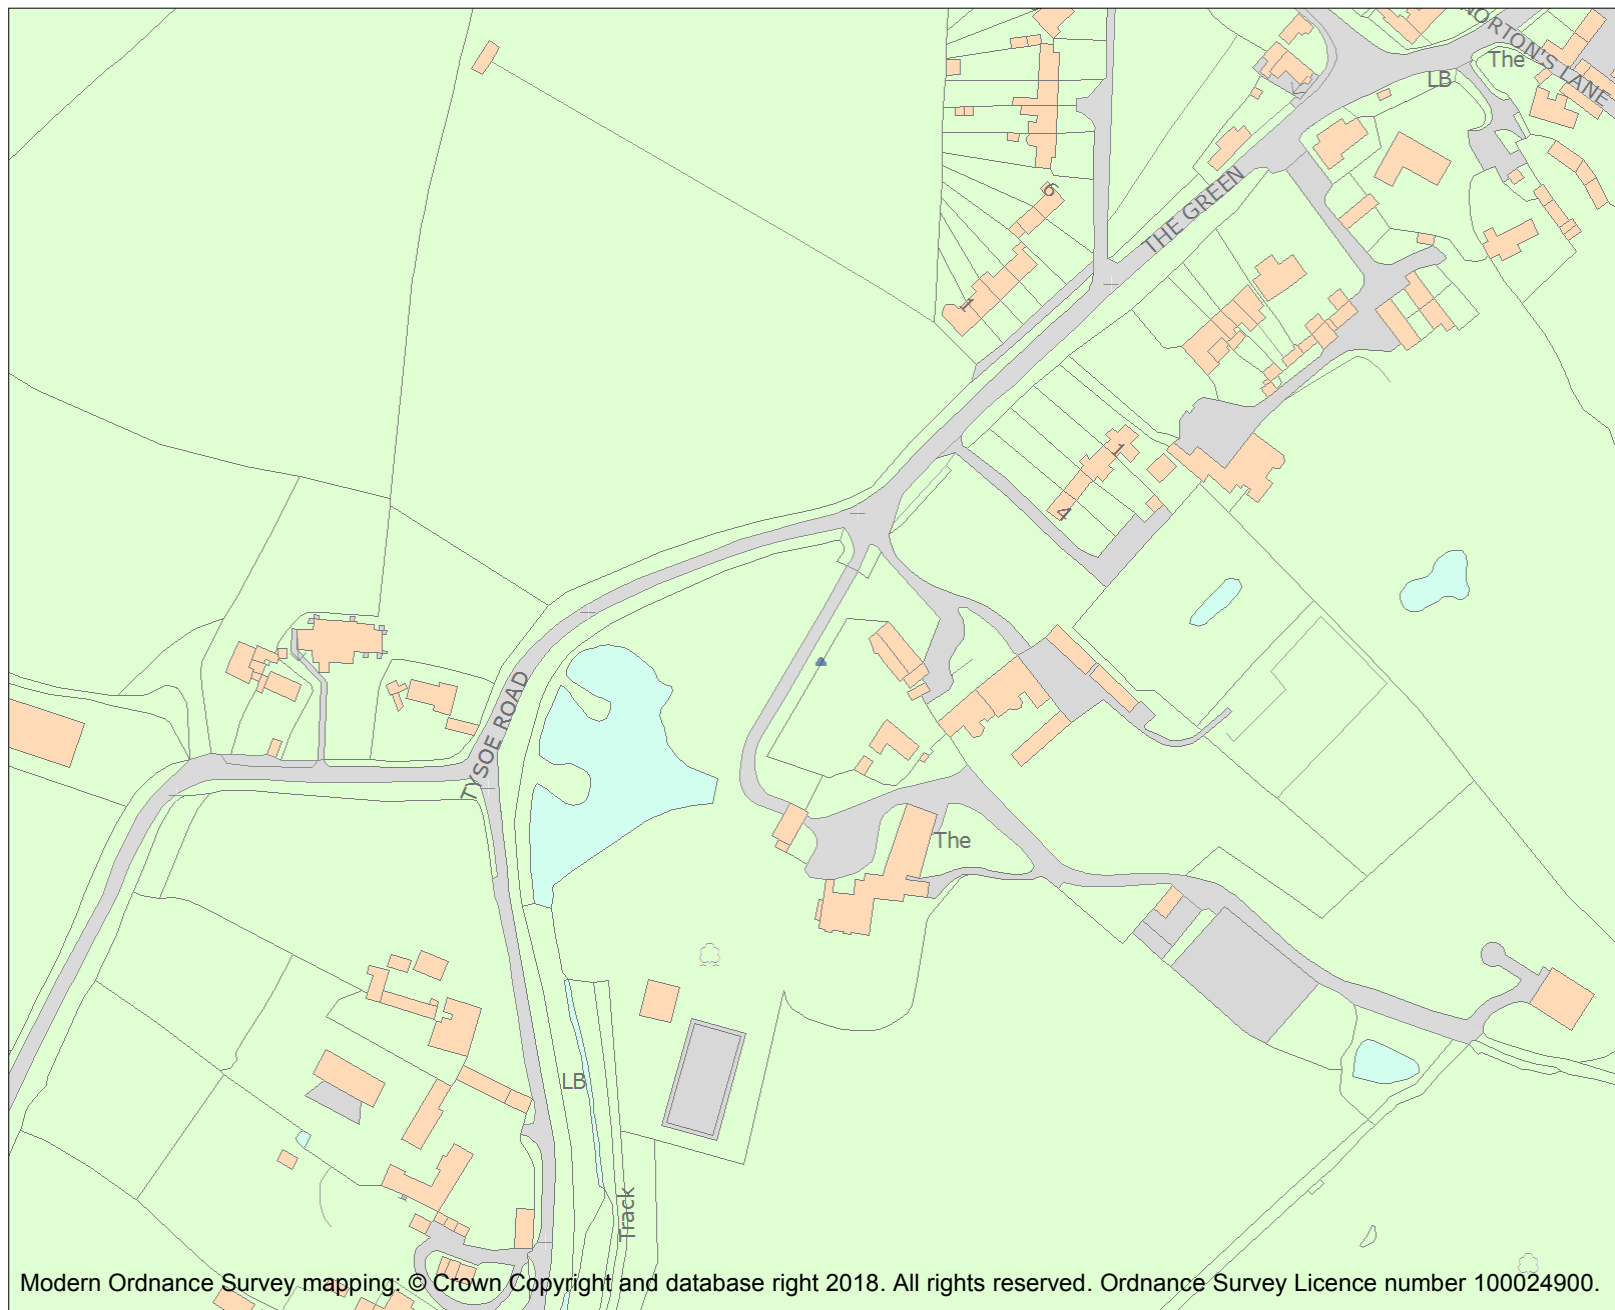 NORTON'S LANE
The
LB
6
THE GREEN
1
1
4
TYSOE ROAD
The
LB
Track
Modern Ordnance Survey mapping: © Crown Copyright and database right 2018. All rights reserved. Ordnance Survey Licence number 100024900.